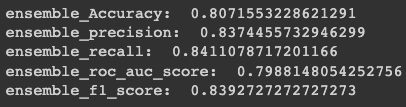 ensemble_Accuracy:  0.8071553228621291
ensemble_precision:  0.8374455732946299
ensemble_recall:  0.8411078717201166
ensemble_roc_auc_score:  0.7988148054252756
ensemble_f1_score:  0.8392727272727273